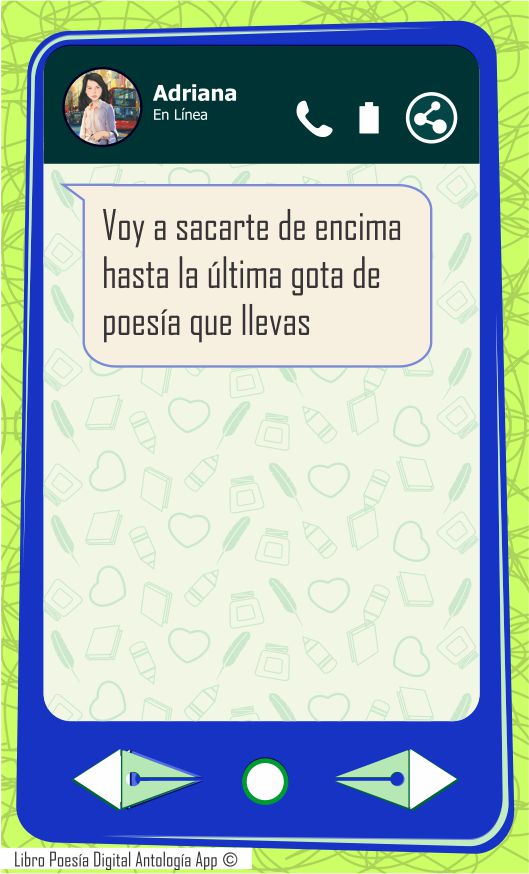 Adriana
En Línea
Voy a sacarte de encima
hasta la última gota de
poesía que llevas
Libro Poesía Digital Antología App ©